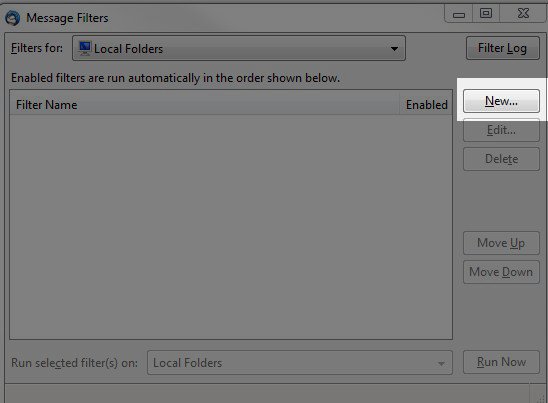 Message Filters
Filters for: Local Folders Filter Log
Enabled filters are run automatically in the order shown below.
Filter Name Enabled
New...
Edit...
Delete
Move Up
Move Down
Run selected filter(s) on: Local Folders Run Now